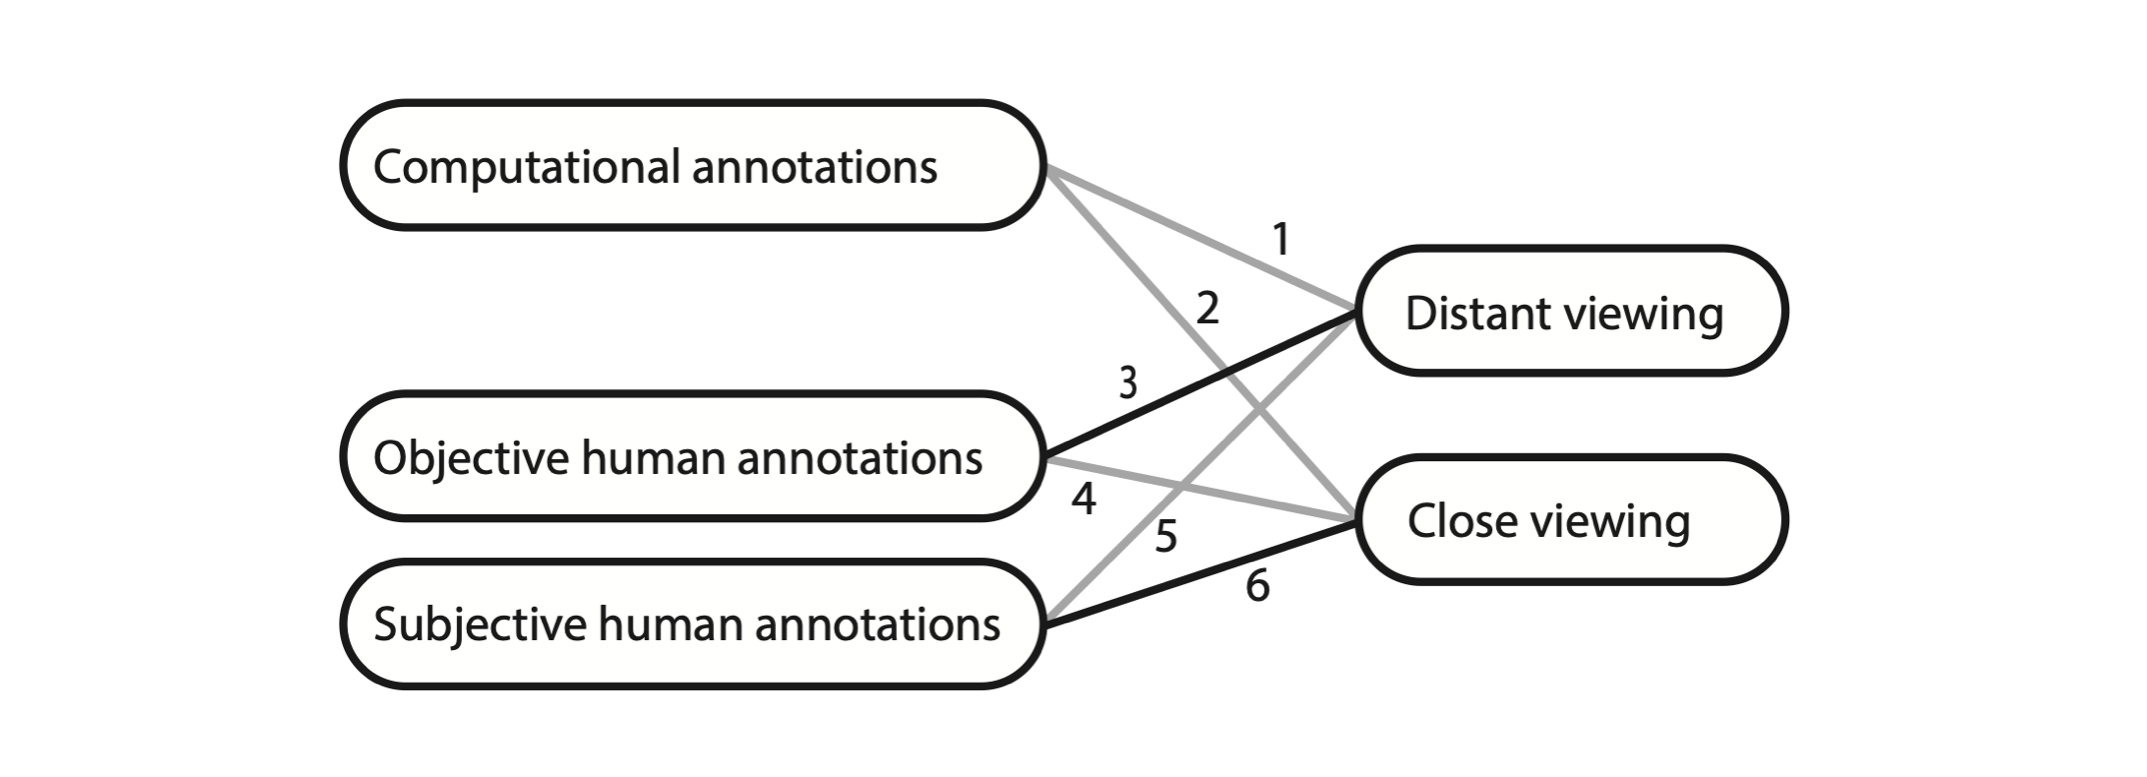 Computational annotations
1
2
Distant viewing
3
Objective human annotations
4
5
Close viewing
6
Subjective human annotations